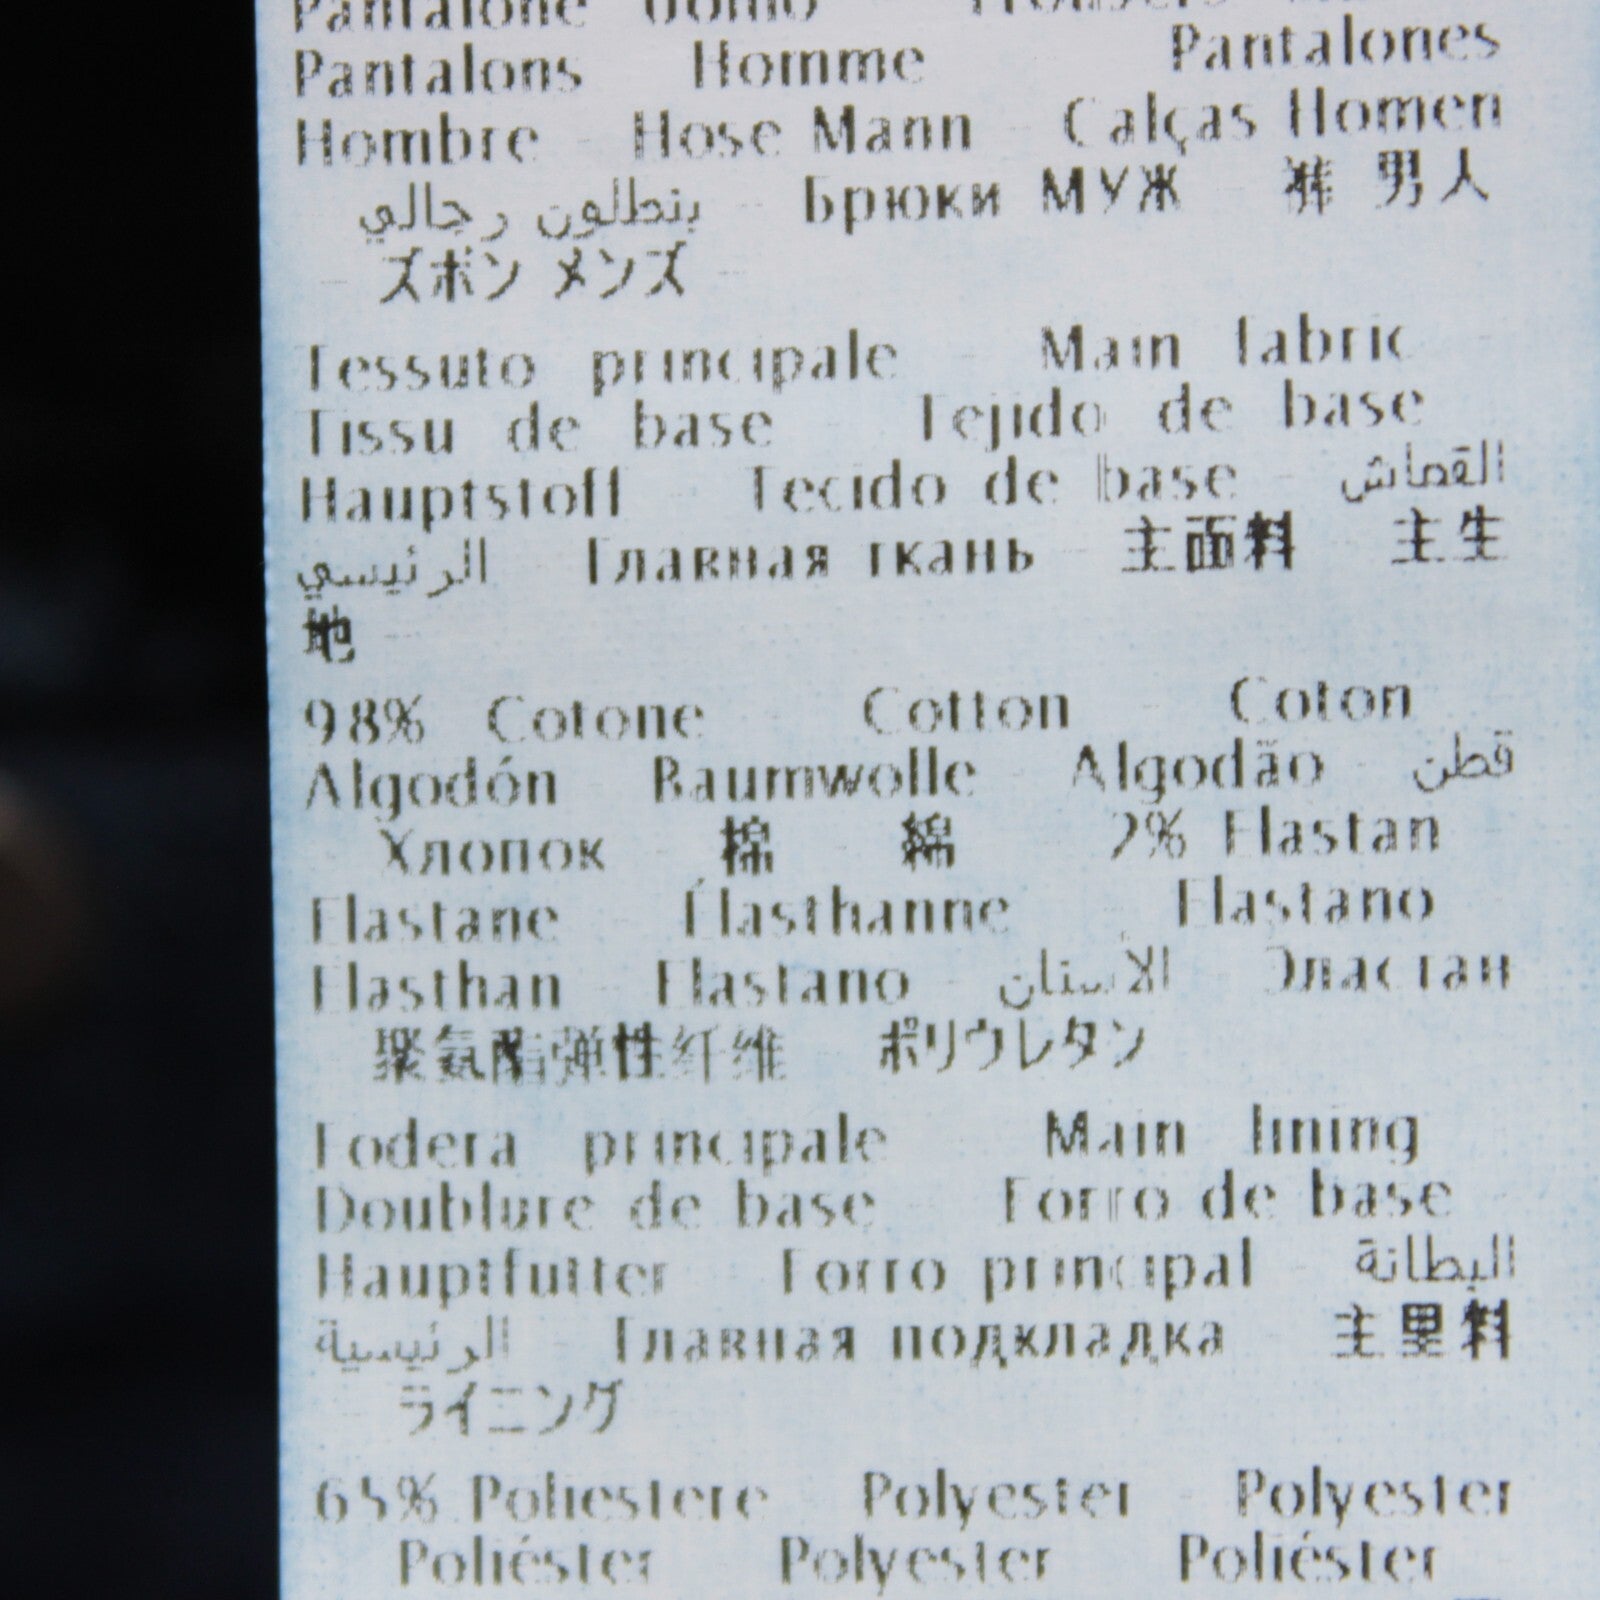 Pantalone Uomo - Trousers
Pantalons Homme Pantalones
Hombre - Hose Mann - Calças Homen
بنطلون رجالي - Брюки МУЖ 裤 男人
- ズボン メンズ
Tessuto principale - Main fabric
Tissu de base - Tejido de base
Hauptstoff Tecido de base - القماش
الرئيسي Главная ткань - 主面料 主生
地
98% Cotone - Cotton - Coton
Algodón Baumwolle - Algodão - قطن
Хлопок - 棉 綿 2% Elastan
Elastane Élasthanne Elastano
Elasthan Elastano - الاستان Эластан
聚氨酯弹性纤维 ポリウレタン
Fodera principale Main lining
Doublure de base Forro de base
Hauptfutter Forro principal البطانة
الرئيسية - Главная подкладка 主里料
- ライニング
65% Poliestere Polyester - Polyester
Poliéster Polyester Poliéster